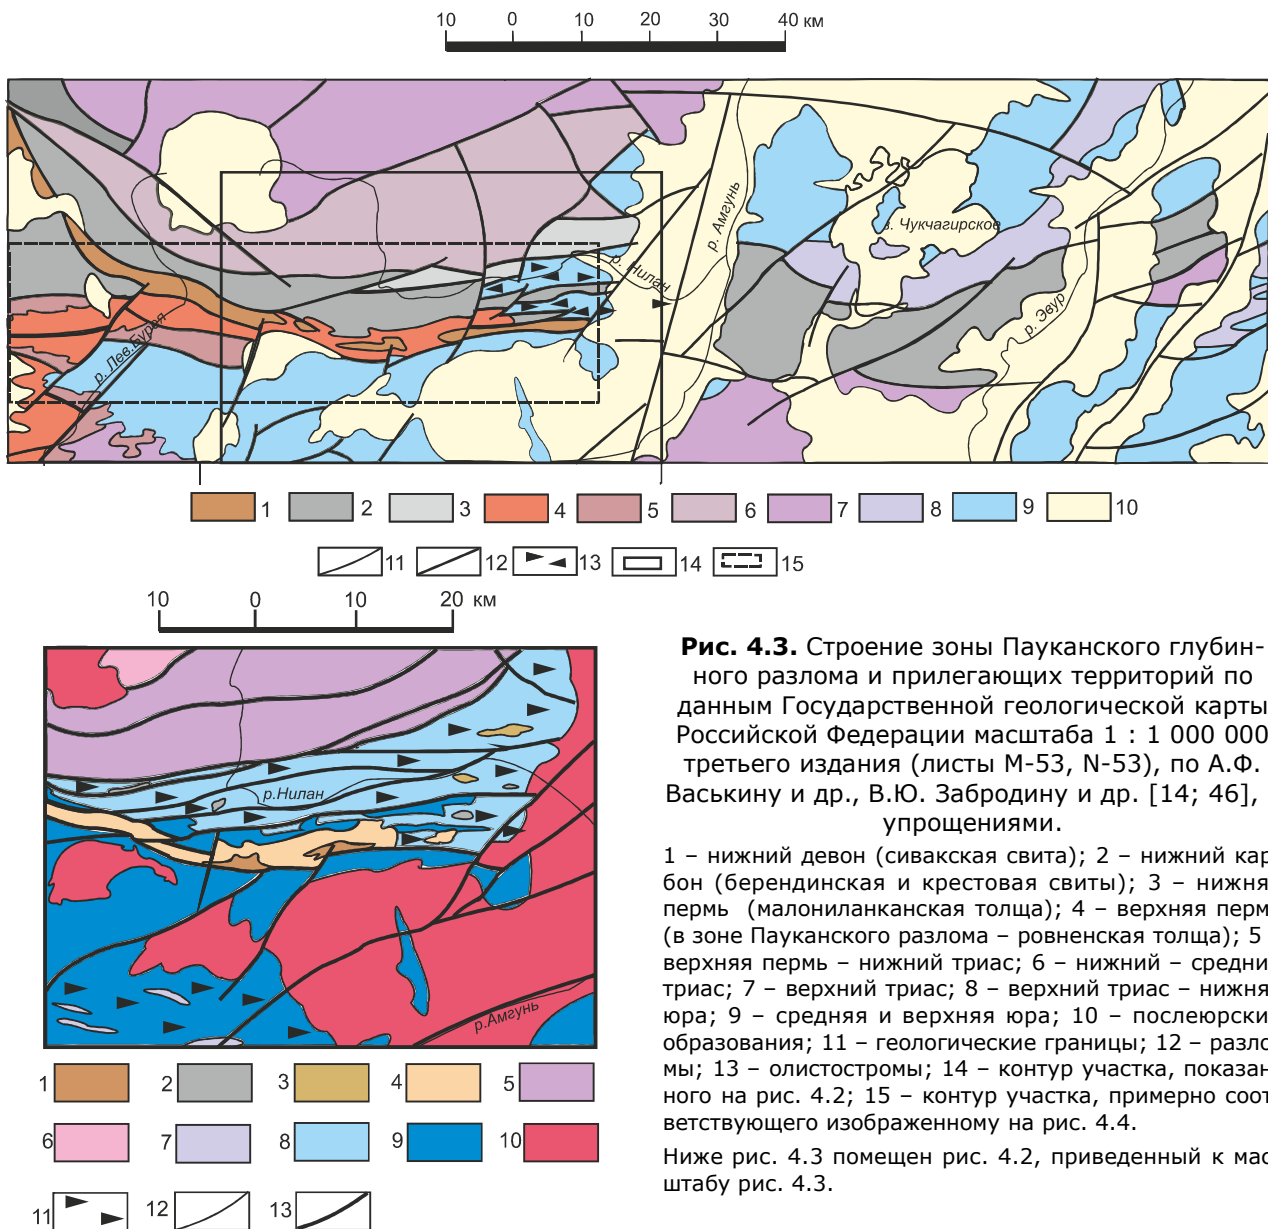 10 0 10 20 30 40 км
р. Амгунь
з. Чукчагирское
р. Нилан
р. Эвур
р. Лев.Бурея
1 2 3 4 5 6 7 8 9 10
11 12 13 14 15
10 0 10 20 км
р.Нилан
р.Амгунь
1 2 3 4 5
6 7 8 9 10
11 12 13
Рис. 4.3. Строение зоны Пауканского глубин-
ного разлома и прилегающих территорий по
данным Государственной геологической карты
Российской Федерации масштаба 1 : 1 000 000
третьего издания (листы M-53, N-53), по А.Ф.
Васькину и др., В.Ю. Забродину и др. [14; 46],
упрощениями.
1 – нижний девон (сивакская свита); 2 – нижний кар
бон (берендинская и крестовая свиты); 3 – нижня
пермь (малониланканская толща); 4 – верхняя перм
(в зоне Пауканского разлома – ровненская толща); 5
верхняя пермь – нижний триас; 6 – нижний – средни
триас; 7 – верхний триас; 8 – верхний триас – нижня
юра; 9 – средняя и верхняя юра; 10 – послеюрски
образования; 11 – геологические границы; 12 – разло
мы; 13 – олистостромы; 14 – контур участка, показан
ного на рис. 4.2; 15 – контур участка, примерно соот
ветствующего изображенному на рис. 4.4.
Ниже рис. 4.3 помещен рис. 4.2, приведенный к мас
штабу рис. 4.3.